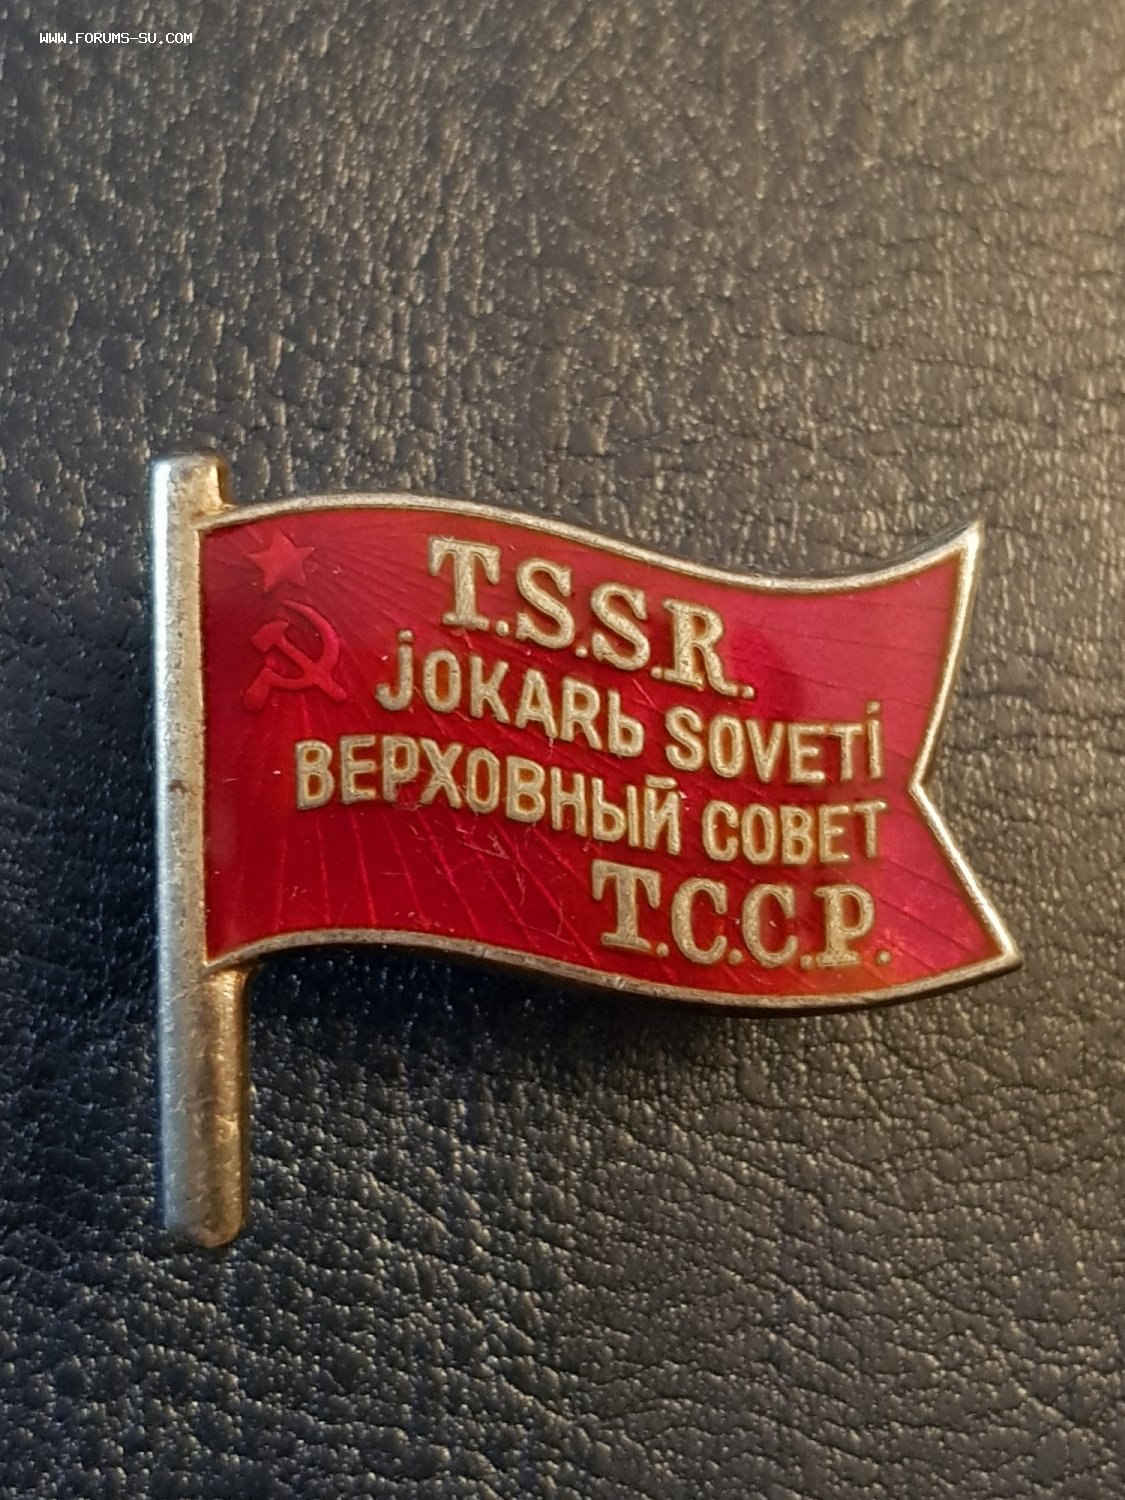 WWW.FORUMS-SU.COM
T.S.S.R.
jOKARЬ SOVETi
ВЕРХОВНЫЙ СОВЕТ
Т.С.С.Р.